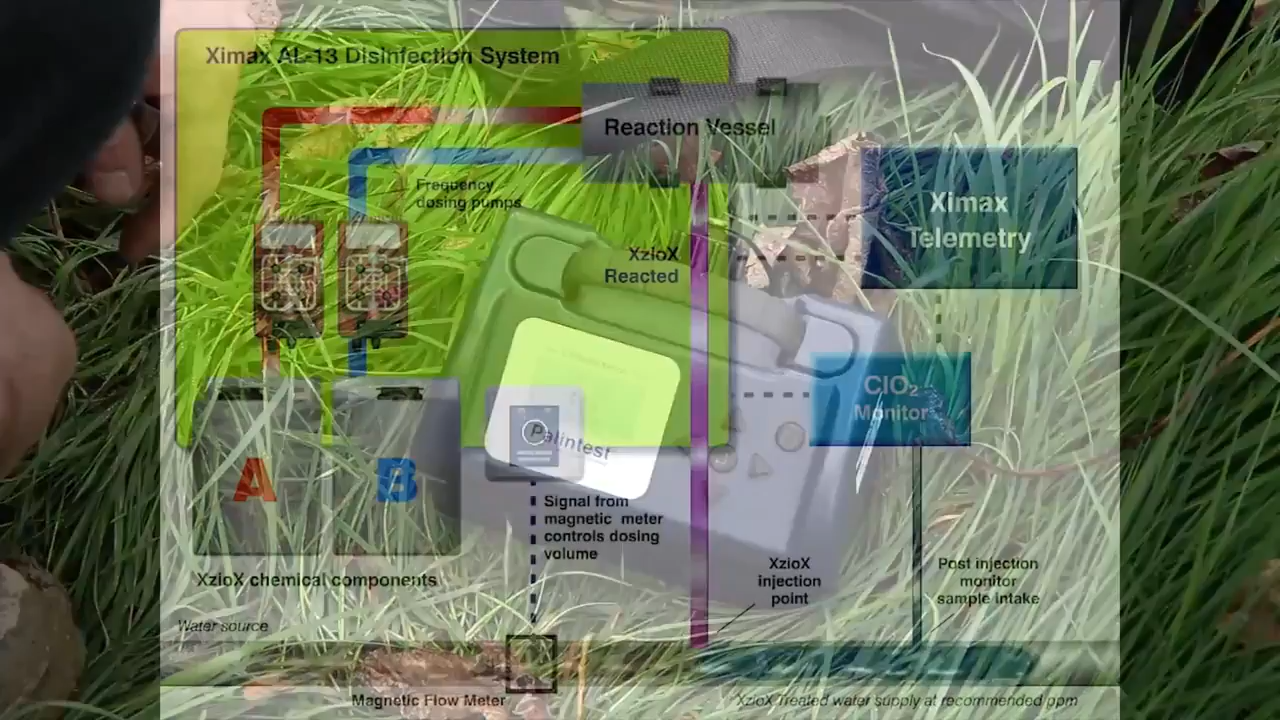 Ximax AL-13 Disinfection System
Reaction Vessel
Frequency
dosing pumps
XzioX
Reacted
Ximax
Telemetry
ClO₂
Monitor
Palintest
A
B
Signal from
magnetic meter
controls dosing
volume
XzioX chemical components
XzioX
injection
point
Post injection
monitor
sample intake
Water source
Magnetic Flow Meter
XzioX Treated water supply at recommended ppm